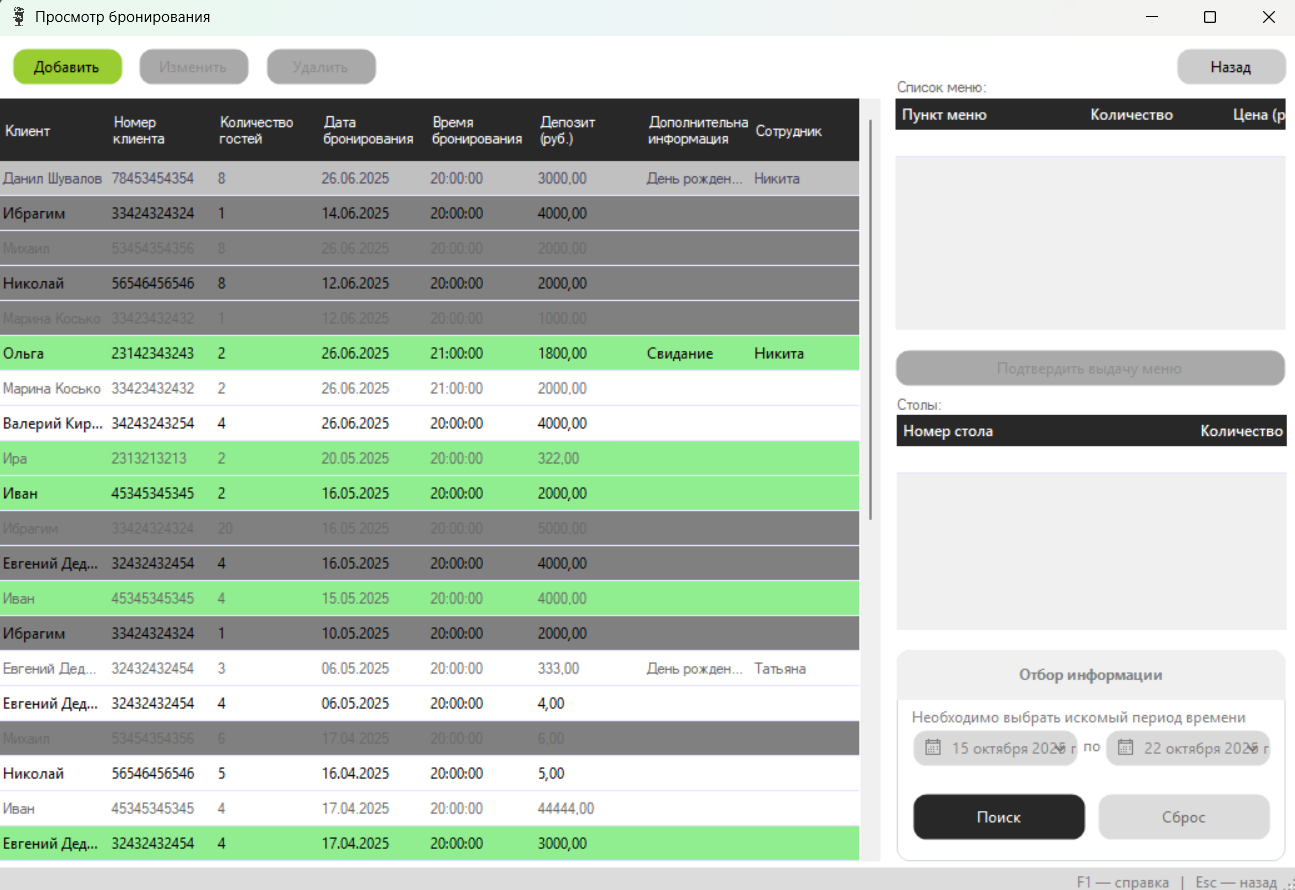 Просмотр бронирования
Добавить Изменить Удалить Назад
Список меню:
Клиент Номер клиента Количество гостей Дата бронирования Время бронирования Депозит (руб.) Дополнительна информация Сотрудник
Данил Шувалов 78453454354 8 26.06.2025 20:00:00 3000,00 День рожден... Никита
Ибрагим 33424324324 1 14.06.2025 20:00:00 4000,00
Михаил 53454354356 8 26.06.2025 20:00:00 2000,00
Николай 56546456546 8 12.06.2025 20:00:00 2000,00
Марина Косько 33423432432 1 12.06.2025 20:00:00 1000,00
Ольга 23142343243 2 26.06.2025 21:00:00 1800,00 Свидание Никита
Марина Косько 33423432432 2 26.06.2025 21:00:00 2000,00
Валерий Кир... 34243243254 4 26.06.2025 20:00:00 4000,00
Ира 2313213213 2 20.05.2025 20:00:00 322,00
Иван 45345345345 2 16.05.2025 20:00:00 2000,00
Ибрагим 33424324324 20 16.05.2025 20:00:00 5000,00
Евгений Дед... 32432432454 4 16.05.2025 20:00:00 4000,00
Иван 45345345345 4 15.05.2025 20:00:00 4000,00
Ибрагим 33424324324 1 10.05.2025 20:00:00 2000,00
Евгений Дед... 32432432454 3 06.05.2025 20:00:00 333,00 День рожден... Татьяна
Евгений Дед... 32432432454 4 06.05.2025 20:00:00 4,00
Михаил 53454354356 6 17.04.2025 20:00:00 6,00
Николай 56546456546 5 16.04.2025 20:00:00 5,00
Иван 45345345345 4 17.04.2025 20:00:00 44444,00
Евгений Дед... 32432432454 4 17.04.2025 20:00:00 3000,00
Пункт меню Количество Цена (р
Подтвердить выдачу меню
Столы:
Номер стола Количество
Отбор информации
Необходимо выбрать искомый период времени
15 октября 2025 г по 22 октября 2025 г
Поиск Сброс
F1 — справка | Esc — назад